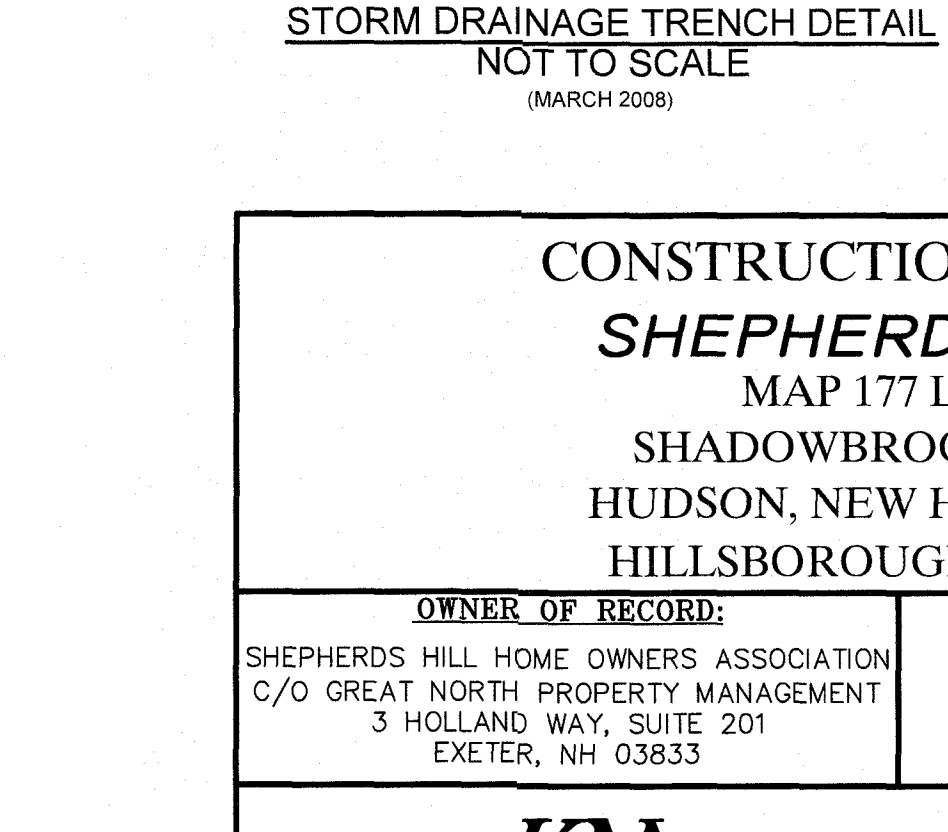 STORM DRAINAGE TRENCH DETAIL
NOT TO SCALE
(MARCH 2008)
CONSTRUCTIO
SHEPHERD
MAP 177 L
SHADOWBROO
HUDSON, NEW H
HILLSBOROUG
OWNER OF RECORD:
SHEPHERDS HILL HOME OWNERS ASSOCIATION
C/O GREAT NORTH PROPERTY MANAGEMENT
3 HOLLAND WAY, SUITE 201
EXETER, NH 03833